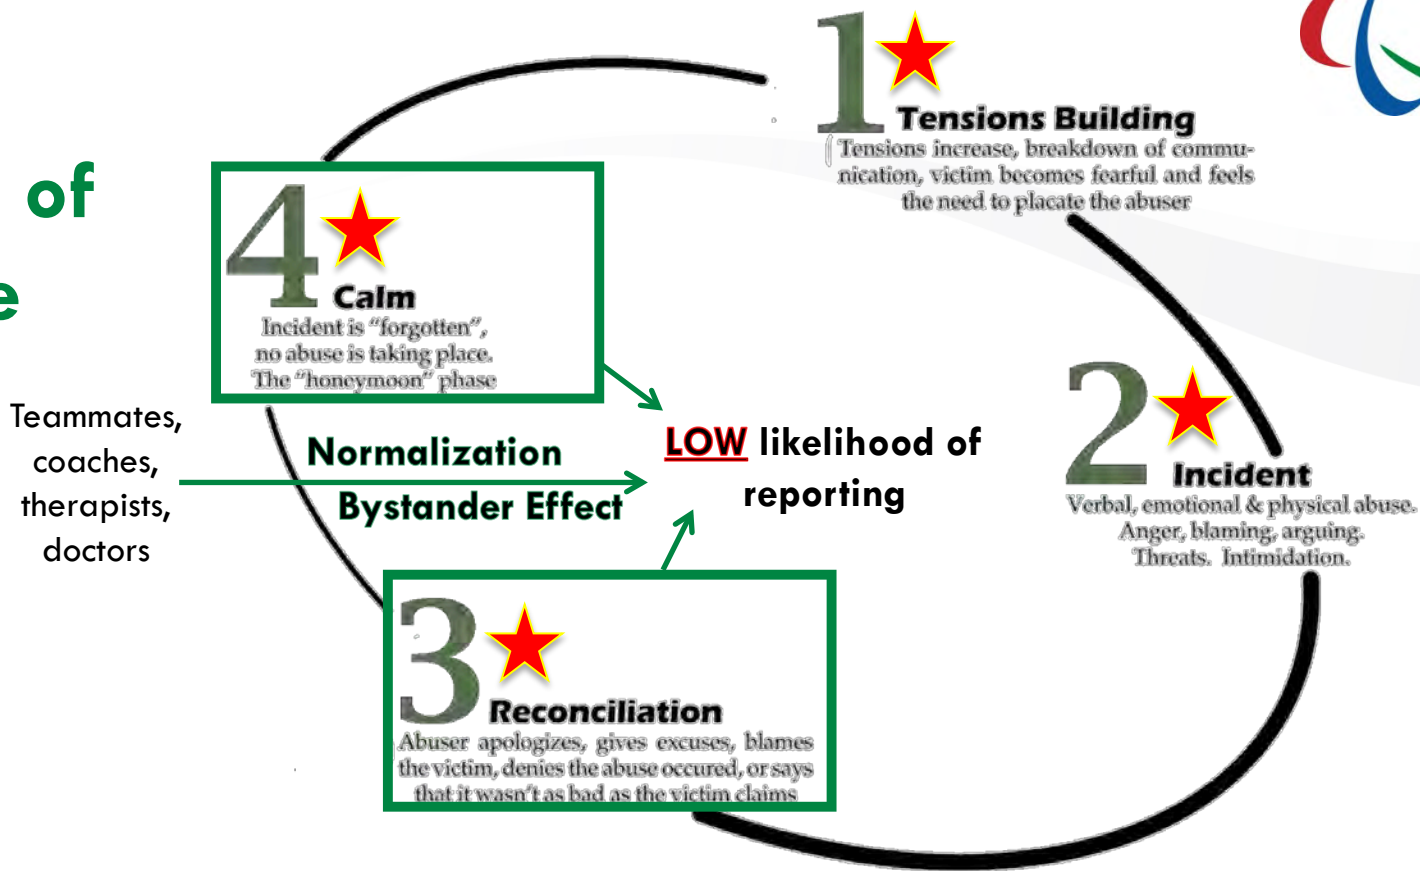 of
e
1
Tensions Building
Tensions increase, breakdown of commu-
nication, victim becomes fearful and feels
the need to placate the abuser
4
Calm
Incident is “forgotten”,
no abuse is taking place.
The “honeymoon” phase
2
Incident
Verbal, emotional & physical abuse.
Anger, blaming, arguing.
Threats. Intimidation.
Teammates,
coaches,
therapists,
doctors
Normalization
Bystander Effect
LOW likelihood of
reporting
3
Reconciliation
Abuser apologizes, gives excuses, blames
the victim, denies the abuse occured, or says
that it wasn't as bad as the victim claims